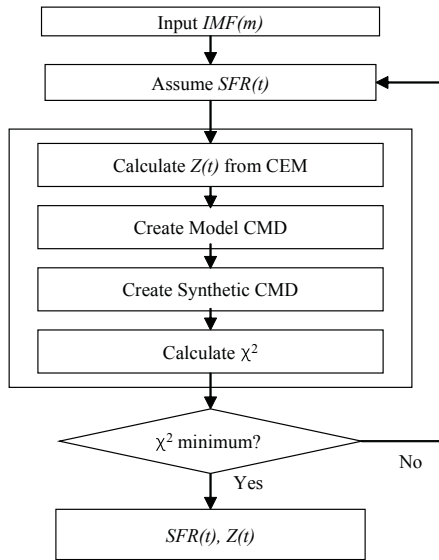 Input IMF(m)
Assume SFR(t)
Calculate Z(t) from CEM
Create Model CMD
Create Synthetic CMD
Calculate χ²
χ² minimum?
No
Yes
SFR(t), Z(t)